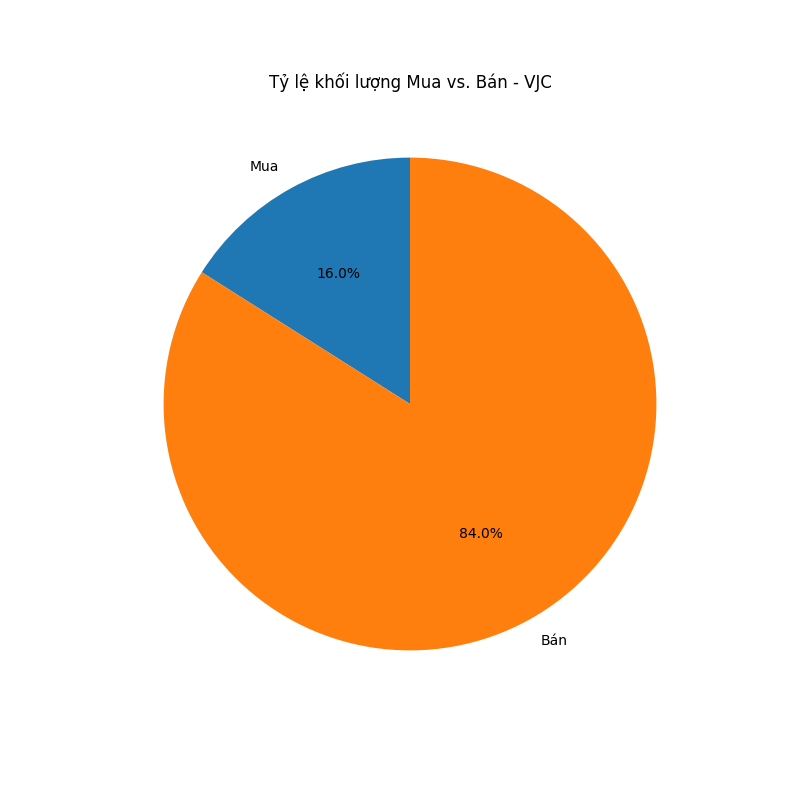 Tỷ lệ khối lượng Mua vs. Bán - VJC
Mua
16.0%
84.0%
Bán